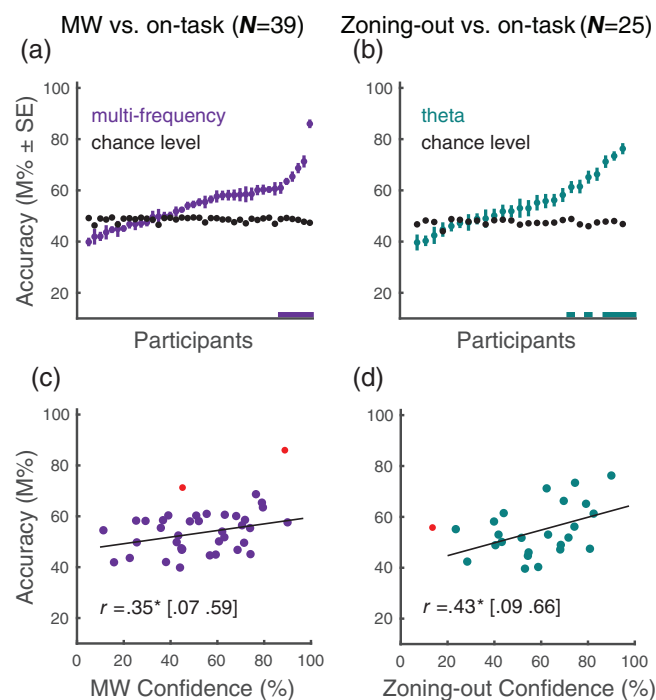 MW vs. on-task (N=39)
Zoning-out vs. on-task (N=25)
(a)
(b)
Accuracy (M% ± SE)
100
80
60
40
20
multi-frequency
chance level
Participants
100
80
60
40
20
theta
chance level
Participants
(c)
(d)
Accuracy (M%)
100
80
60
40
20
r =.35* [.07 .59]
0 20 40 60 80 100
MW Confidence (%)
100
80
60
40
20
r =.43* [.09 .66]
0 20 40 60 80 100
Zoning-out Confidence (%)